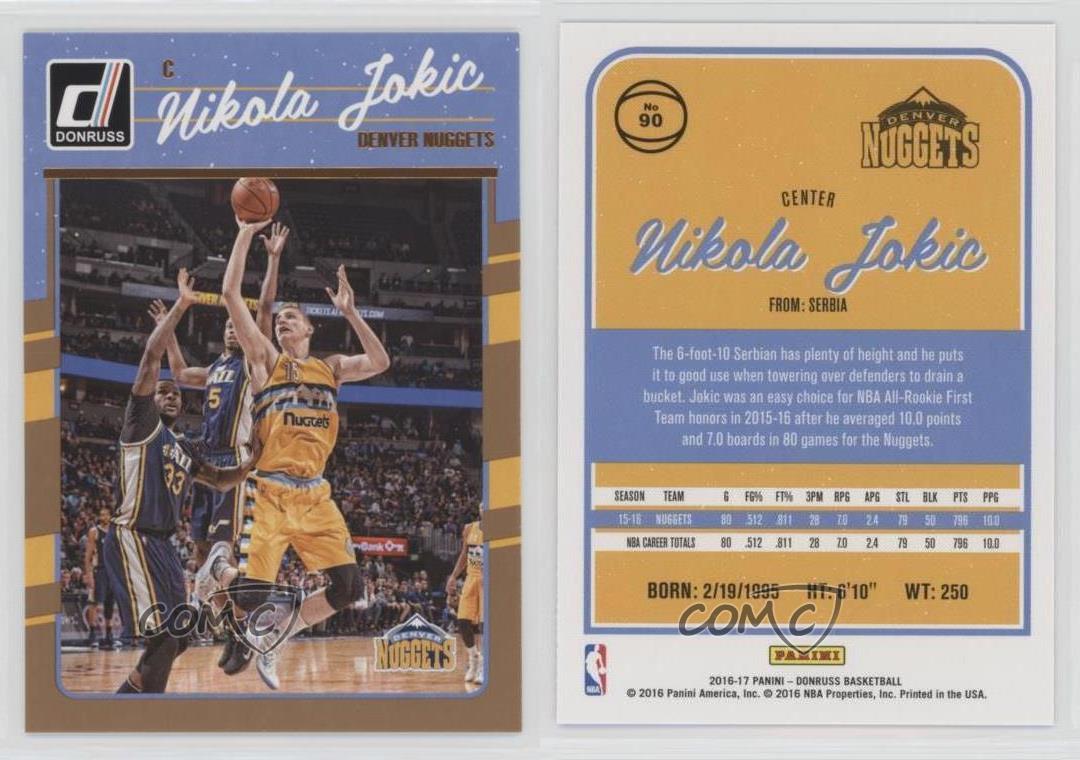 DONRUSS
C
Nikola Jokic
DENVER NUGGETS
33
5
15
Nuggets
TICKETS AT
.COM
Bank
DENVER
NUGGETS
COMC
No
90
DENVER
NUGGETS
CENTER
Nikola Jokic
FROM: SERBIA
The 6-foot-10 Serbian has plenty of height and he puts
it to good use when towering over defenders to drain a
bucket. Jokic was an easy choice for NBA All-Rookie First
Team honors in 2015-16 after he averaged 10.0 points
and 7.0 boards in 80 games for the Nuggets.
SEASON TEAM G FG% FT% 3PM RPG APG STL BLK PTS PPG
15-16 NUGGETS 80 .512 .811 28 7.0 2.4 79 50 796 10.0
NBA CAREER TOTALS 80 .512 .811 28 7.0 2.4 79 50 796 10.0
BORN: 2/19/1995 HT: 6'10" WT: 250
COMC
PANINI
NBA
2016-17 PANINI – DONRUSS BASKETBALL
© 2016 Panini America, Inc. © 2016 NBA Properties, Inc. Printed in the USA.